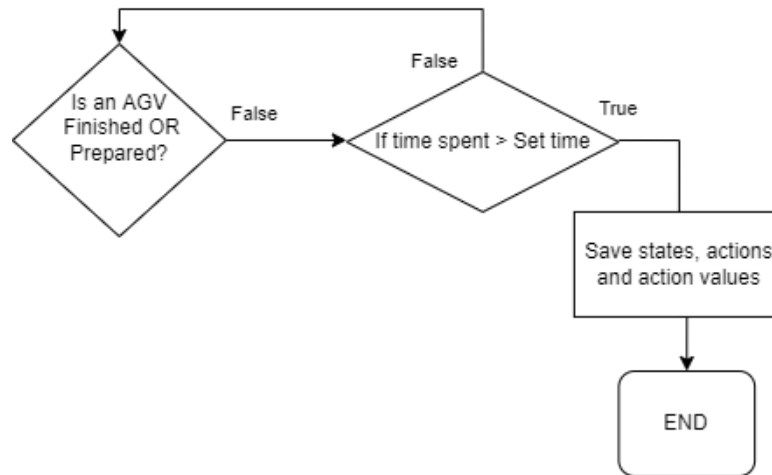 Is an AGV
Finished OR
Prepared?
False
False
If time spent > Set time
True
Save states, actions
and action values
END